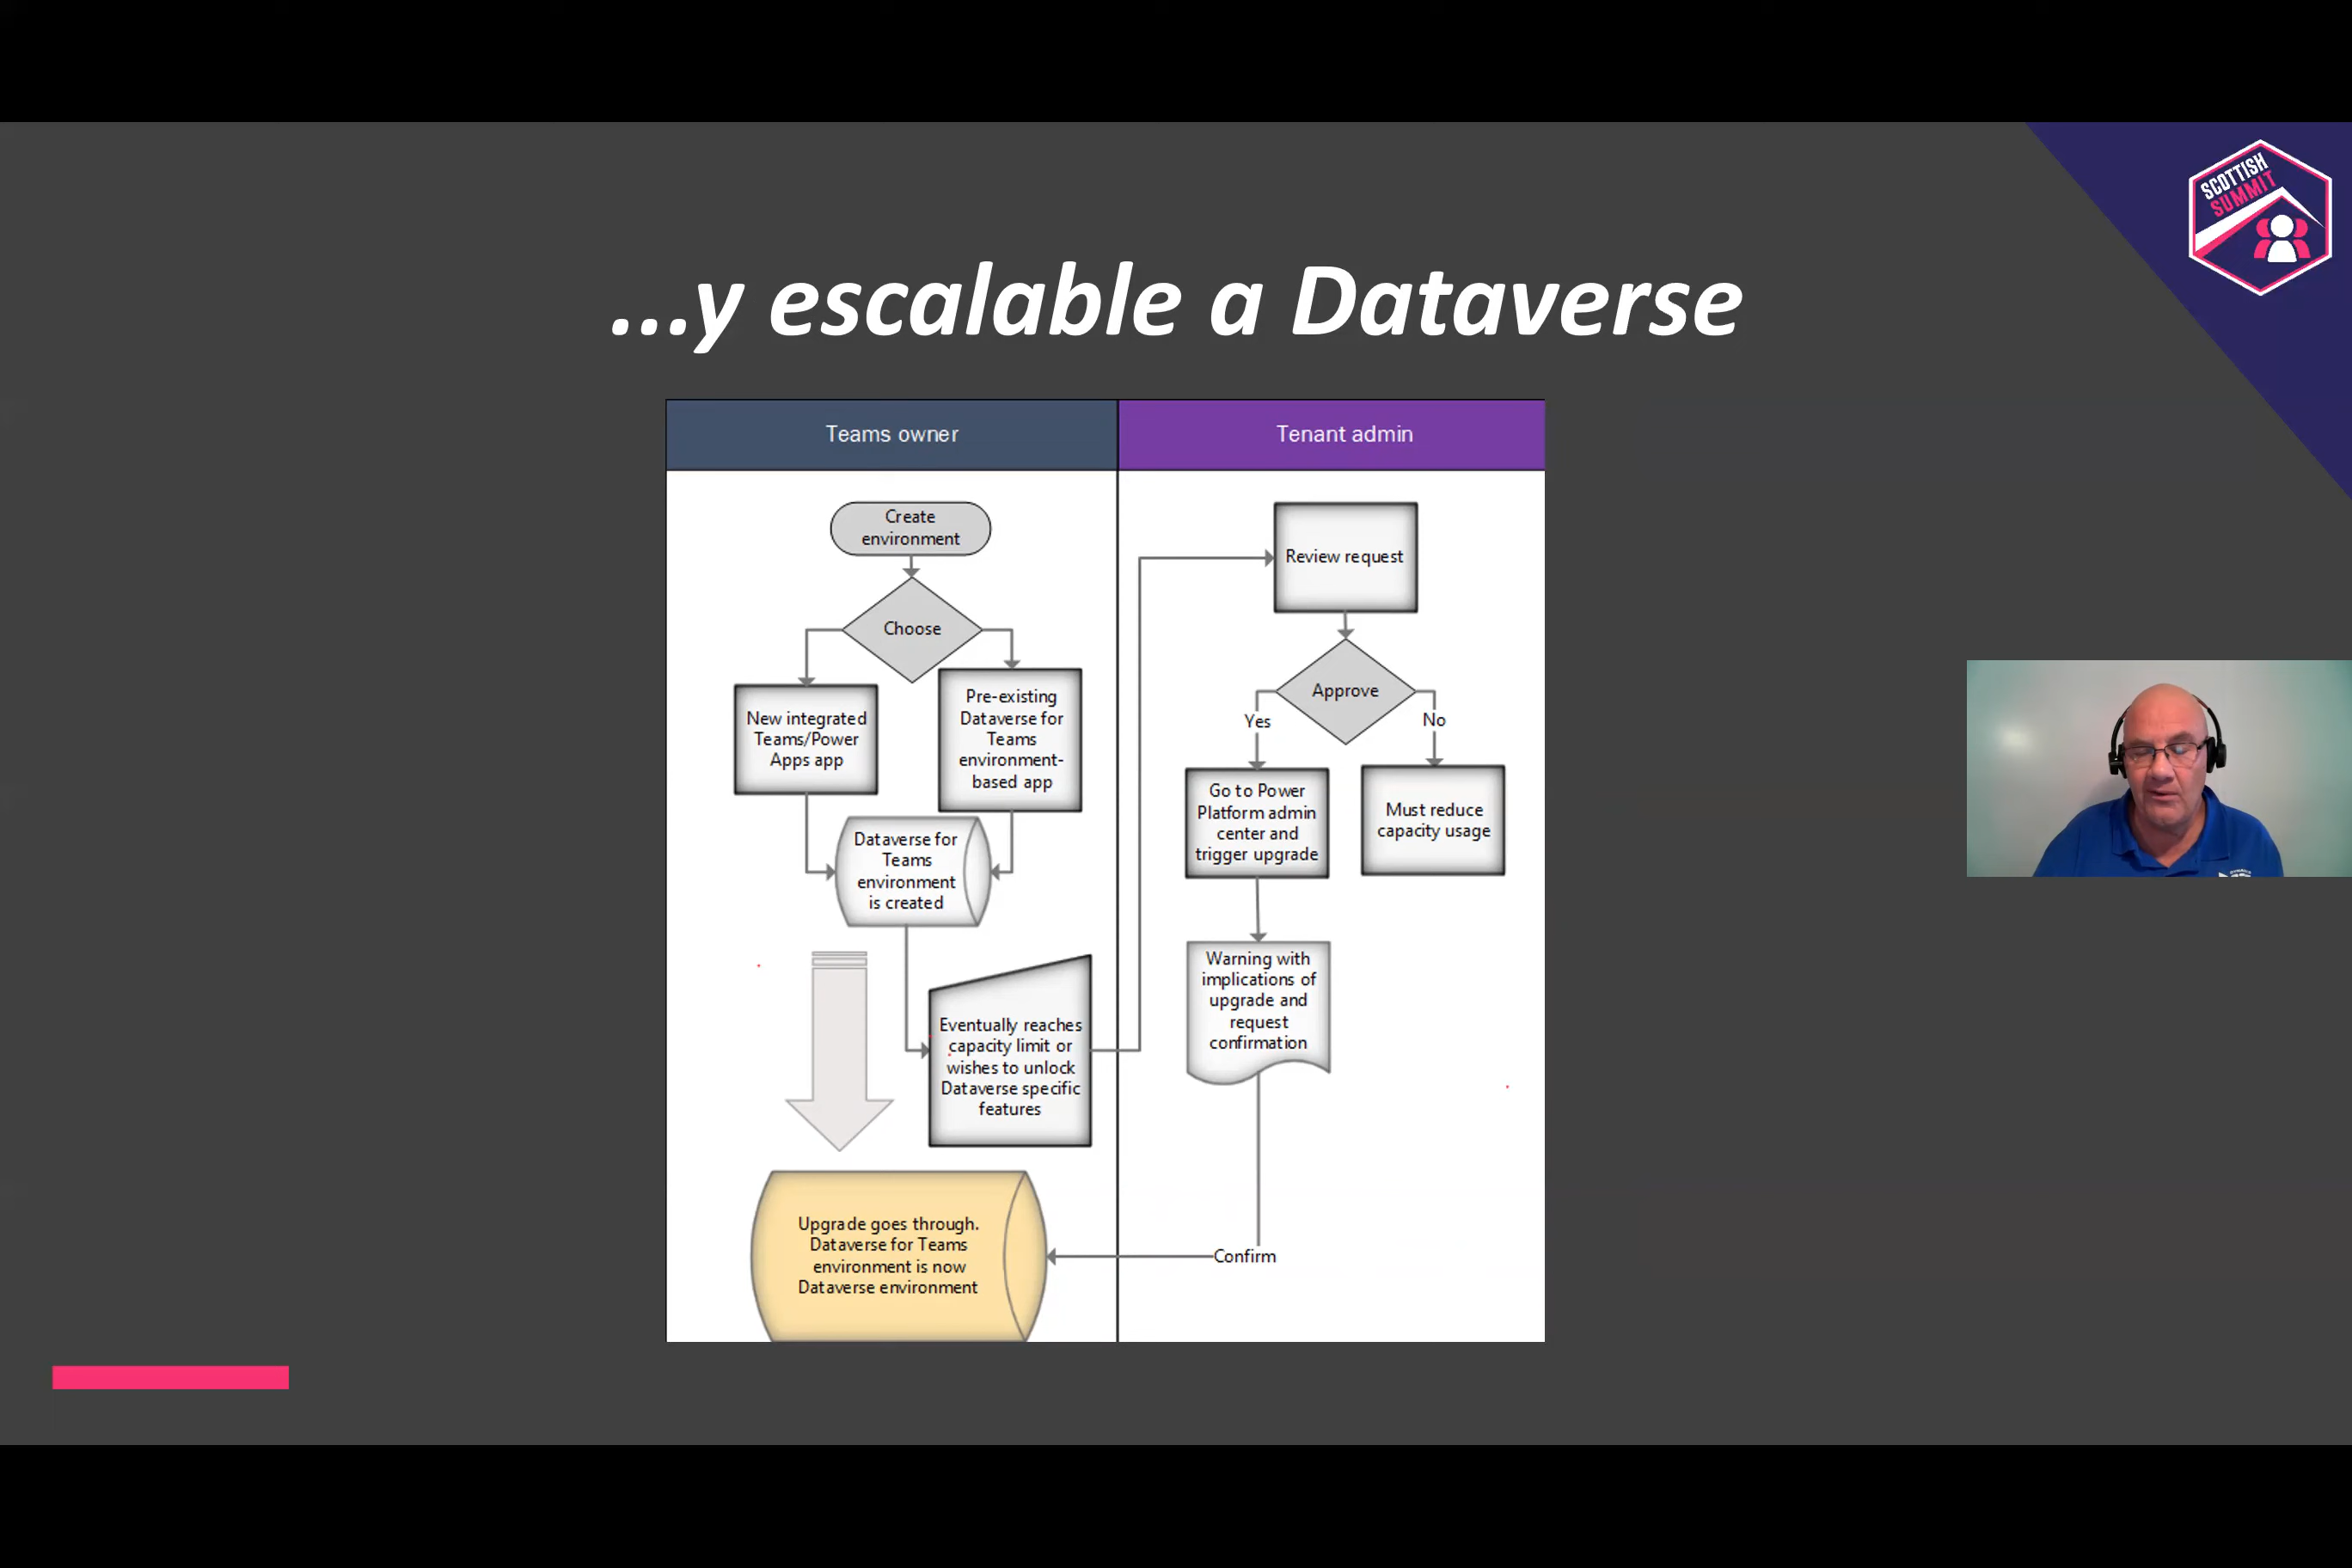 SCOTTISH
SUMMIT
...y escalable a Dataverse
Teams owner
Tenant admin
Create
environment
Choose
New integrated
Teams/Power
Apps app
Pre-existing
Dataverse for
Teams
environment-
based app
Dataverse for
Teams
environment
is created
Eventually reaches
capacity limit or
wishes to unlock
Dataverse specific
features
Upgrade goes through.
Dataverse for Teams
environment is now
Dataverse environment
Review request
Approve
Yes
No
Go to Power
Platform admin
center and
trigger upgrade
Must reduce
capacity usage
Warning with
implications of
upgrade and
request
confirmation
Confirm